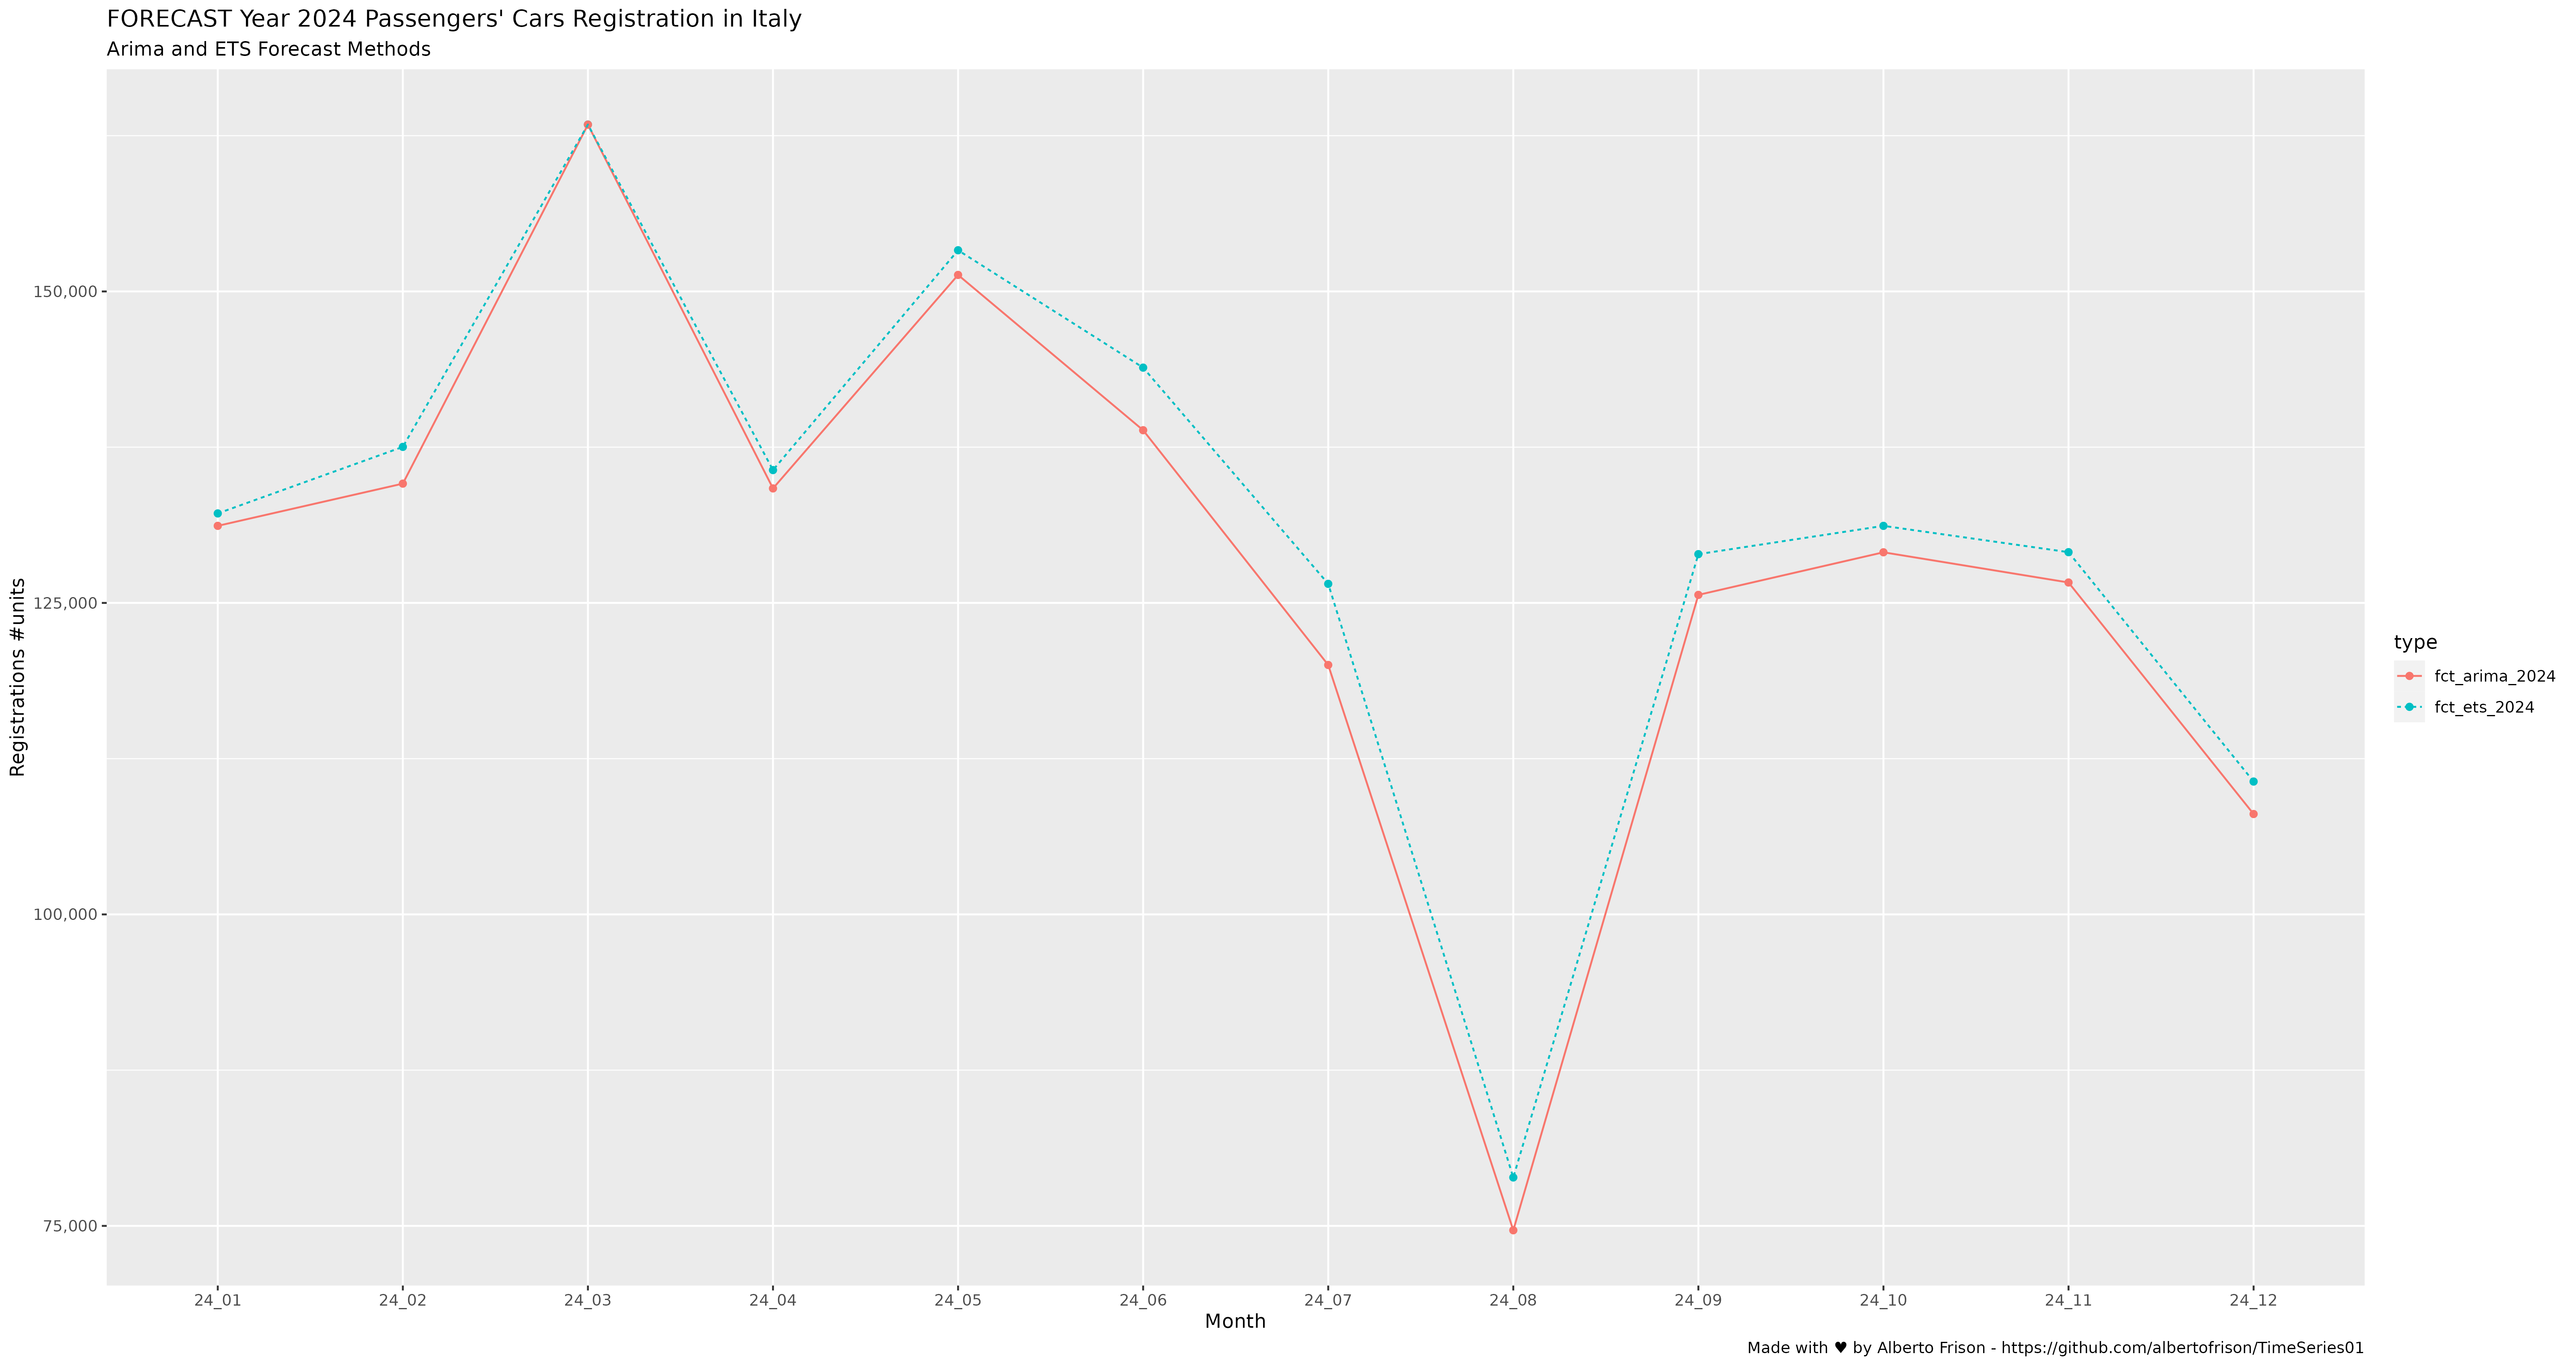 FORECAST Year 2024 Passengers' Cars Registration in Italy
Arima and ETS Forecast Methods
Registrations #units
150,000
125,000
100,000
75,000
24_01 24_02 24_03 24_04 24_05 24_06 24_07 24_08 24_09 24_10 24_11 24_12
Month
type
fct_arima_2024
fct_ets_2024
Made with ♥ by Alberto Frison - https://github.com/albertofrison/TimeSeries01